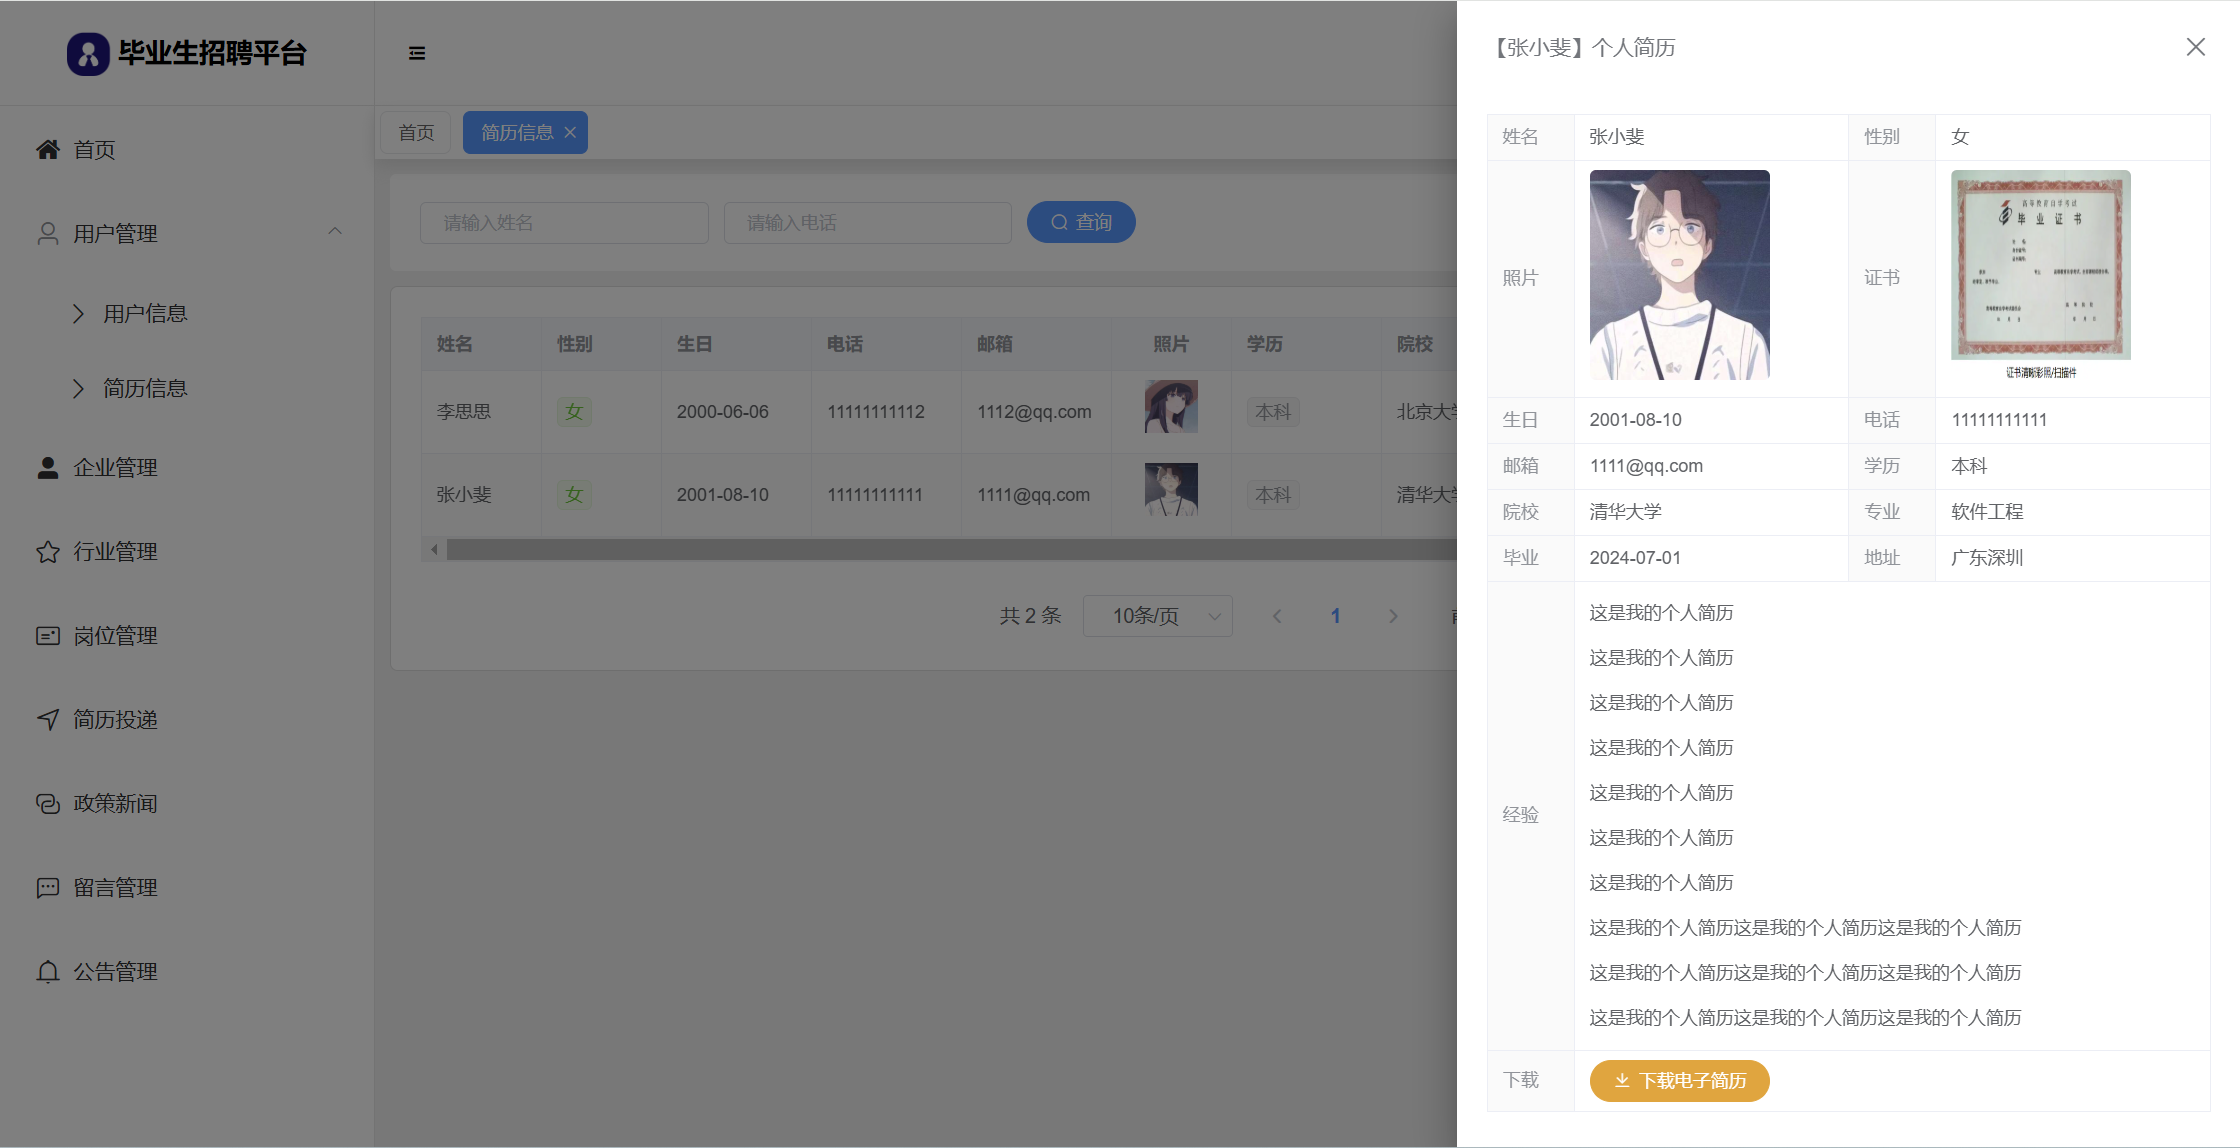 毕业生招聘平台
首页
用户管理
用户信息
简历信息
企业管理
行业管理
岗位管理
简历投递
政策新闻
留言管理
公告管理
首页 简历信息
请输入姓名 请输入电话 查询
姓名 性别 生日 电话 邮箱 照片 学历 院校
李思思 女 2000-06-06 11111111112 1112@qq.com 本科 北京大学
张小斐 女 2001-08-10 11111111111 1111@qq.com 本科 清华大学
共 2 条 10条/页 1
【张小斐】个人简历
姓名 张小斐 性别 女
照片 证书
高等教育自学考试
毕业证书
证书清晰彩照/扫描件
生日 2001-08-10 电话 11111111111
邮箱 1111@qq.com 学历 本科
院校 清华大学 专业 软件工程
毕业 2024-07-01 地址 广东深圳
经验
这是我的个人简历
这是我的个人简历
这是我的个人简历
这是我的个人简历
这是我的个人简历
这是我的个人简历
这是我的个人简历
这是我的个人简历这是我的个人简历这是我的个人简历
这是我的个人简历这是我的个人简历这是我的个人简历
这是我的个人简历这是我的个人简历这是我的个人简历
下载 下载电子简历